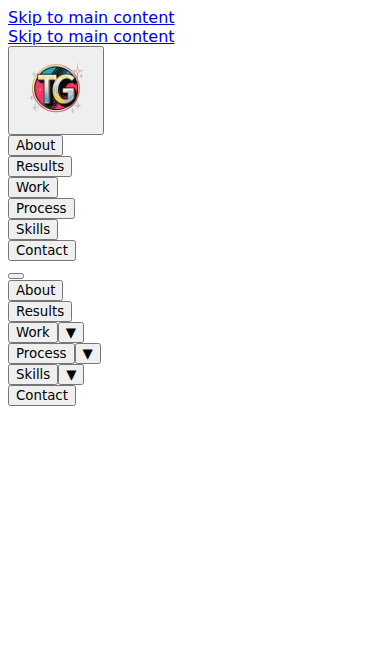 Skip to main content
Skip to main content
TG
About
Results
Work
Process
Skills
Contact
About
Results
Work ▼
Process ▼
Skills ▼
Contact